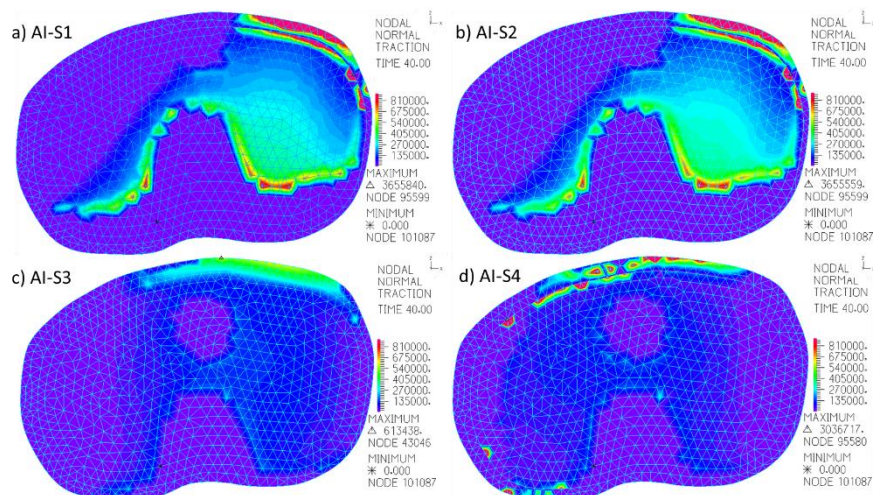 a) AI-S1
NODAL
NORMAL
TRACTION
TIME 40.00
810000.
675000.
540000.
405000.
270000.
135000.
MAXIMUM
△ 3655840.
NODE 95599
MINIMUM
✳ 0.000
NODE 101087
b) AI-S2
NODAL
NORMAL
TRACTION
TIME 40.00
810000.
675000.
540000.
405000.
270000.
135000.
MAXIMUM
△ 3655559.
NODE 95599
MINIMUM
✳ 0.000
NODE 101087
c) AI-S3
NODAL
NORMAL
TRACTION
TIME 40.00
810000.
675000.
540000.
405000.
270000.
135000.
MAXIMUM
△ 613438.
NODE 43046
MINIMUM
✳ 0.000
NODE 101087
d) AI-S4
NODAL
NORMAL
TRACTION
TIME 40.00
810000.
675000.
540000.
405000.
270000.
135000.
MAXIMUM
△ 3036717.
NODE 95580
MINIMUM
✳ 0.000
NODE 101087